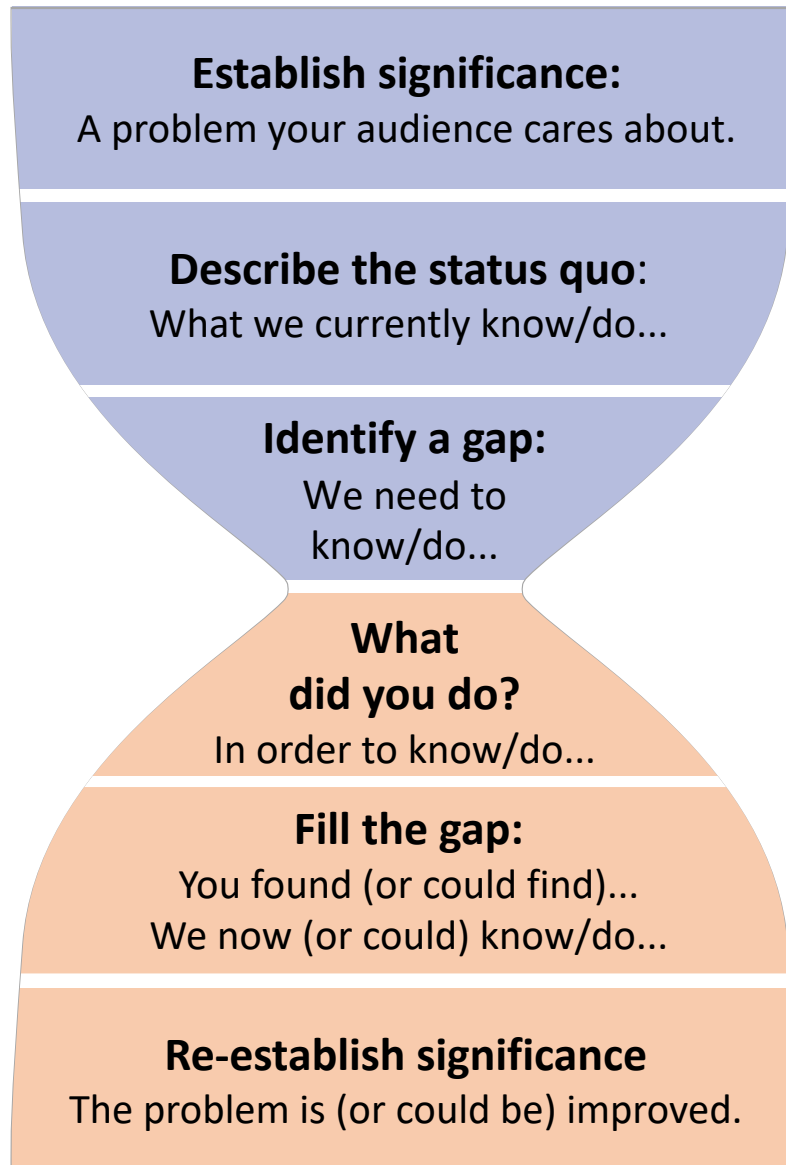 Establish significance:
A problem your audience cares about.
Describe the status quo:
What we currently know/do...
Identify a gap:
We need to
know/do...
What
did you do?
In order to know/do...
Fill the gap:
You found (or could find)...
We now (or could) know/do...
Re-establish significance
The problem is (or could be) improved.